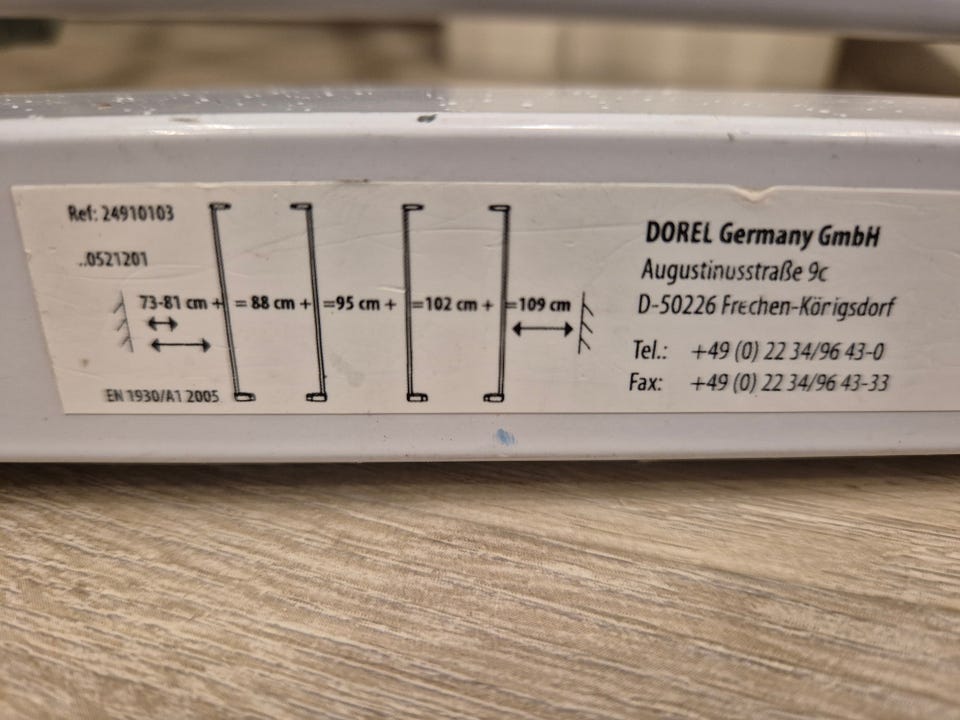 Ref: 24910103
..0521201
73-81 cm + = 88 cm + =95 cm + =102 cm + =109 cm
EN 1930/A1 2005
DOREL Germany GmbH
Augustinusstraße 9c
D-50226 Frechen-Königsdorf
Tel.: +49 (0) 22 34/96 43-0
Fax: +49 (0) 22 34/96 43-33